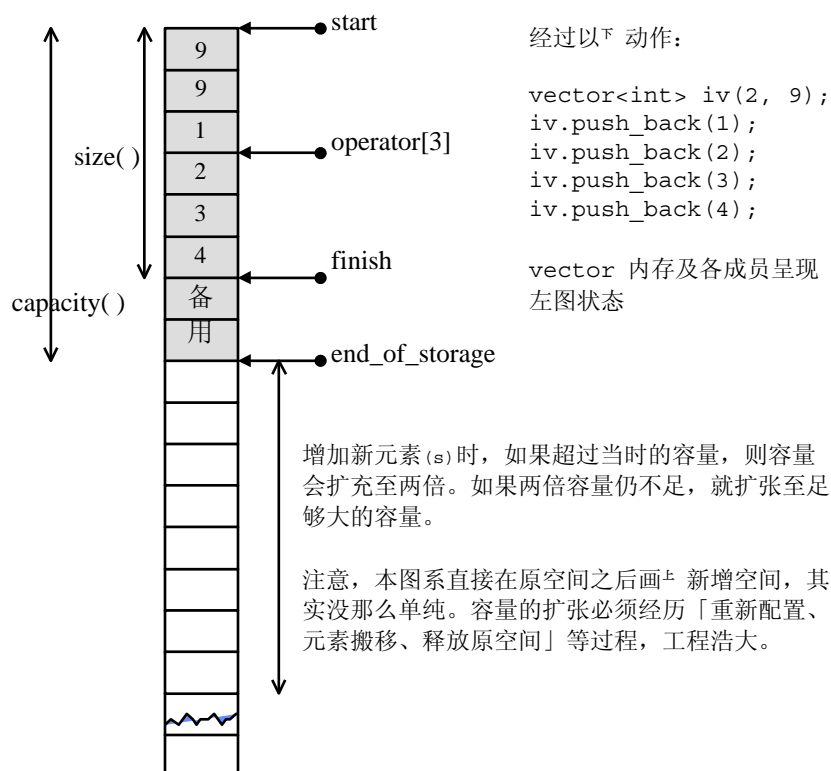 start
9
9
1
operator[3]
size( )
2
3
4
finish
capacity( )
备
用
end_of_storage
经过以下 动作：
vector<int> iv(2, 9);
iv.push_back(1);
iv.push_back(2);
iv.push_back(3);
iv.push_back(4);
vector 内存及各成员呈现
左图状态
增加新元素(s)时，如果超过当时的容量，则容量
会扩充至两倍。如果两倍容量仍不足，就扩张至足
够大的容量。
注意，本图系直接在原空间之后画上 新增空间，其
实没那么单纯。容量的扩张必须经历「重新配置、
元素搬移、释放原空间」等过程，工程浩大。